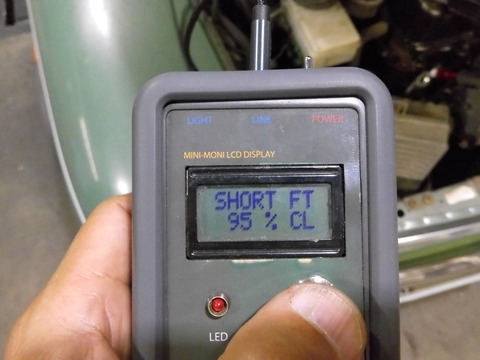 LIGHT LINK POWER
MINI-MONI LCD DISPLAY
SHORT FT
95 % CL
LED